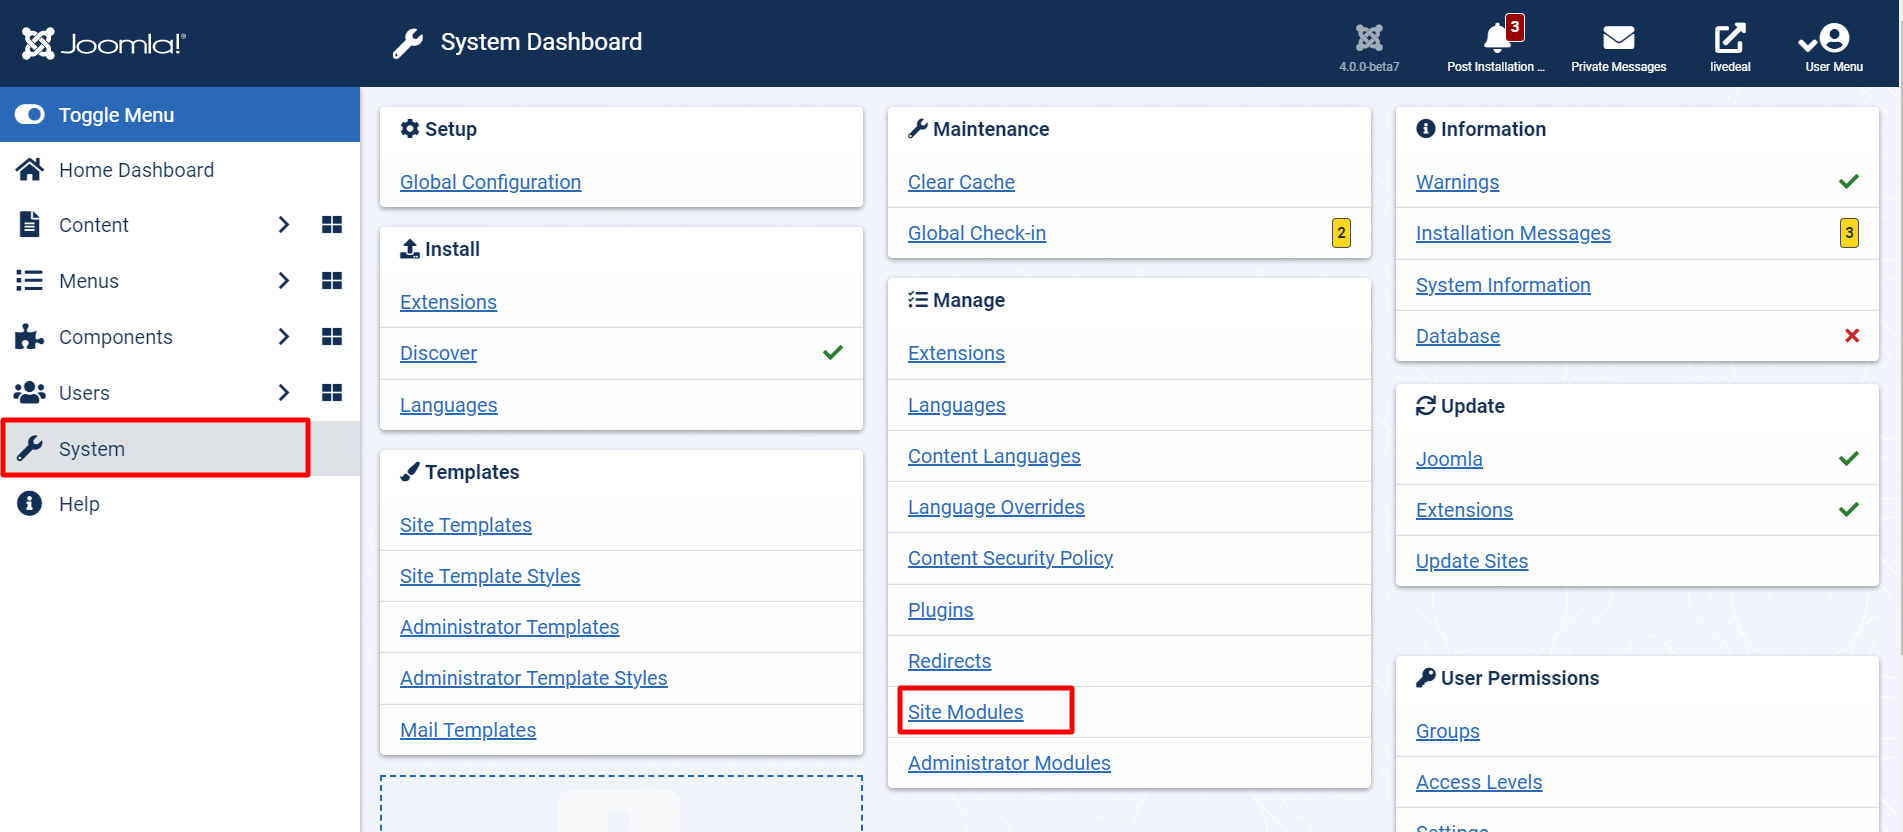 Joomla!®
System Dashboard
4.0.0-beta7
3
Post Installation ...
Private Messages
livedeal
User Menu
Toggle Menu
Home Dashboard
Content
Menus
Components
Users
System
Help
Setup
Global Configuration
Install
Extensions
Discover
Languages
Templates
Site Templates
Site Template Styles
Administrator Templates
Administrator Template Styles
Mail Templates
Maintenance
Clear Cache
Global Check-in
2
Manage
Extensions
Languages
Content Languages
Language Overrides
Content Security Policy
Plugins
Redirects
Site Modules
Administrator Modules
Information
Warnings
Installation Messages
3
System Information
Database
Update
Joomla
Extensions
Update Sites
User Permissions
Groups
Access Levels
Settings